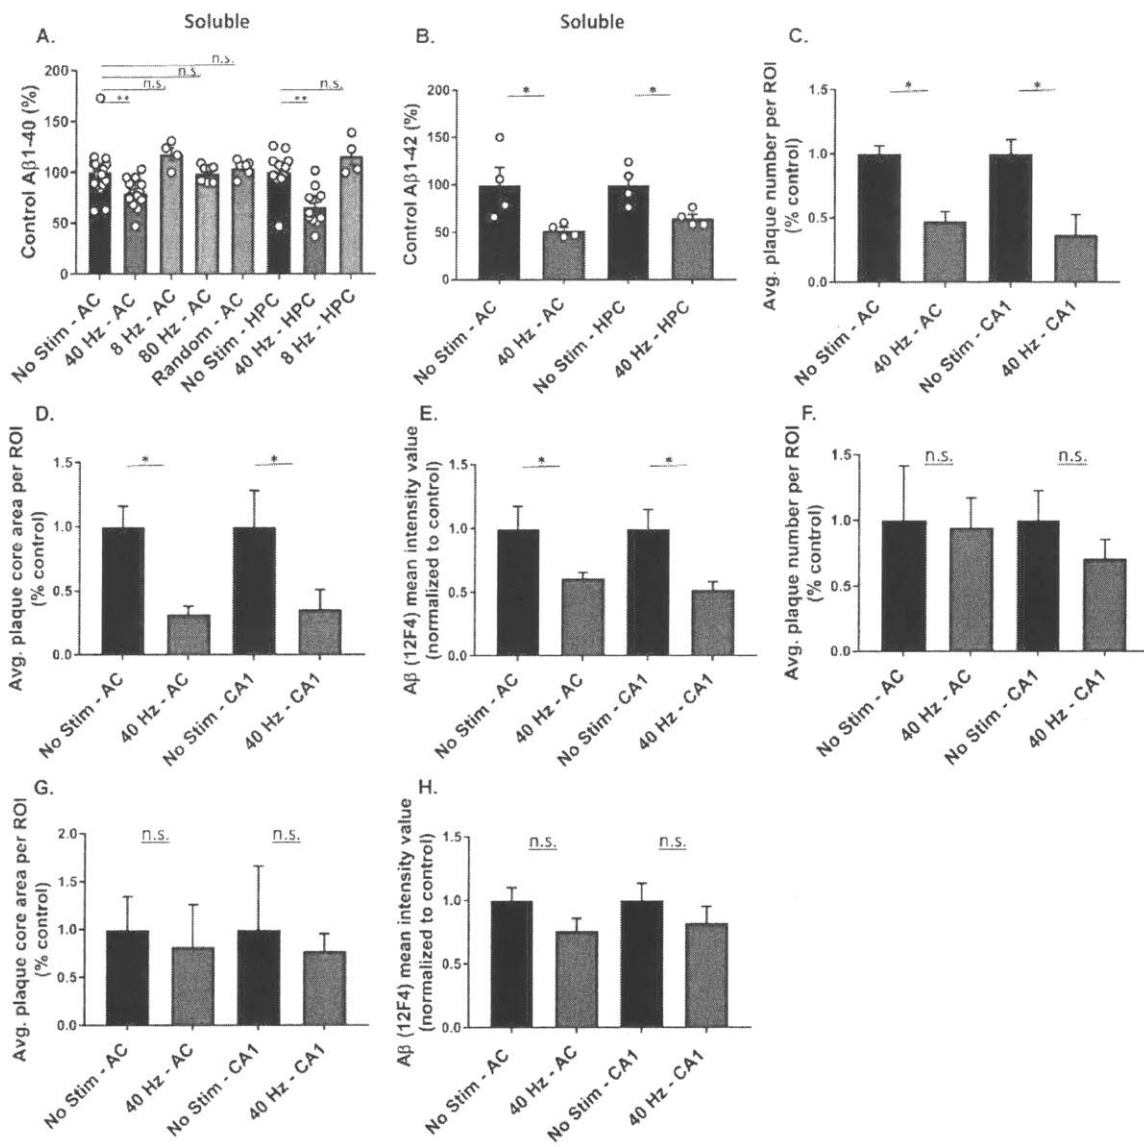 A.
Soluble
Control Aβ1-40 (%)
200
150
100
50
0
n.s.
n.s.
n.s.
**
n.s.
**
No Stim - AC
40 Hz - AC
8 Hz - AC
80 Hz - AC
Random - AC
No Stim - HPC
40 Hz - HPC
8 Hz - HPC
B.
Soluble
Control Aβ1-42 (%)
200
150
100
50
0
*
*
No Stim - AC
40 Hz - AC
No Stim - HPC
40 Hz - HPC
C.
Avg. plaque number per ROI
(% control)
1.5
1.0
0.5
0.0
*
*
No Stim - AC
40 Hz - AC
No Stim - CA1
40 Hz - CA1
D.
Avg. plaque core area per ROI
(% control)
1.5
1.0
0.5
0.0
*
*
No Stim - AC
40 Hz - AC
No Stim - CA1
40 Hz - CA1
E.
Aβ (12F4) mean intensity value
(normalized to control)
1.5
1.0
0.5
0.0
*
*
No Stim - AC
40 Hz - AC
No Stim - CA1
40 Hz - CA1
F.
Avg. plaque number per ROI
(% control)
1.5
1.0
0.5
0.0
n.s.
n.s.
No Stim - AC
40 Hz - AC
No Stim - CA1
40 Hz - CA1
G.
Avg. plaque core area per ROI
(% control)
2.0
1.5
1.0
0.5
0.0
n.s.
n.s.
No Stim - AC
40 Hz - AC
No Stim - CA1
40 Hz - CA1
H.
Aβ (12F4) mean intensity value
(normalized to control)
1.5
1.0
0.5
0.0
n.s.
n.s.
No Stim - AC
40 Hz - AC
No Stim - CA1
40 Hz - CA1